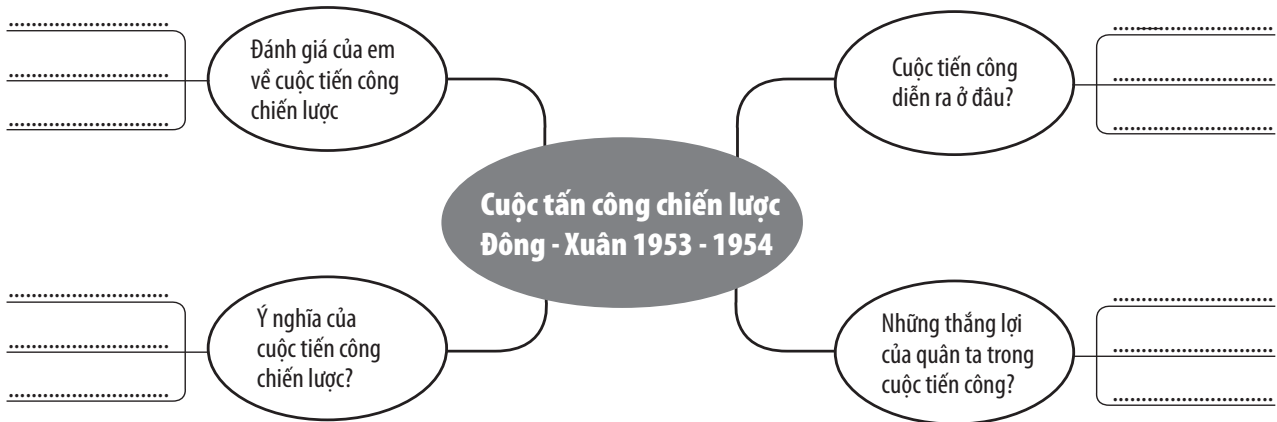 Đánh giá của em
về cuộc tiến công
chiến lược
Cuộc tiến công
diễn ra ở đâu?
Cuộc tấn công chiến lược
Đông - Xuân 1953 - 1954
Ý nghĩa của
cuộc tiến công
chiến lược?
Những thắng lợi
của quân ta trong
cuộc tiến công?